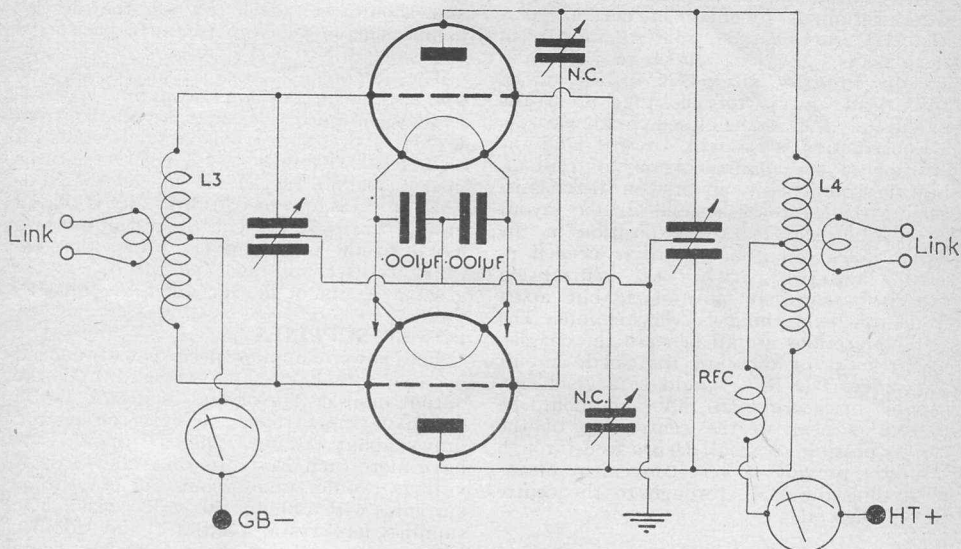 N.C.
L3
L4
Link
Link
.001µF .001µF
RFC
N.C.
GB−
HT+